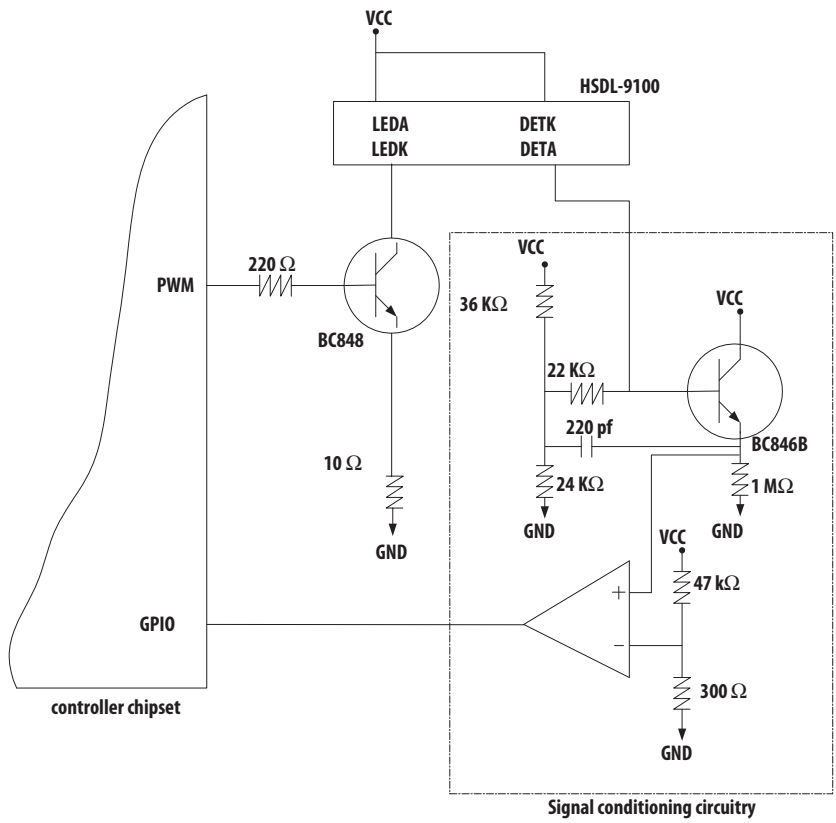 VCC
HSDL-9100
LEDA
DETK
LEDK
DETA
VCC
220 Ω
36 KΩ
VCC
PWM
BC848
22 KΩ
220 pf
BC846B
10 Ω
24 KΩ
1 MΩ
GND
GND
GND
VCC
47 kΩ
+
GPIO
−
300 Ω
controller chipset
GND
Signal conditioning circuitry